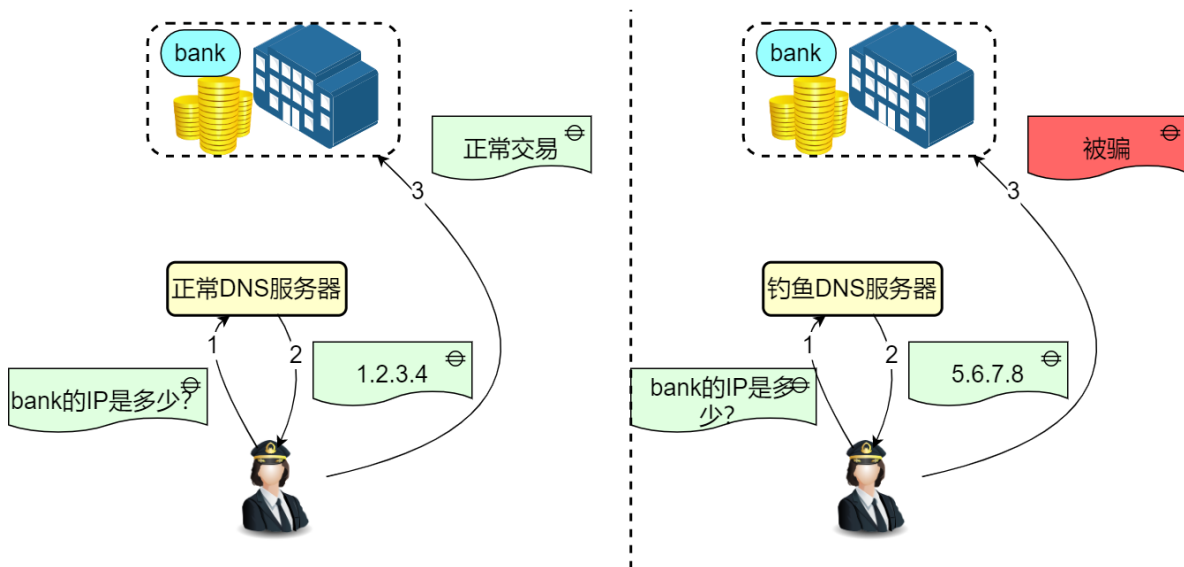 bank
正常交易
3
正常DNS服务器
1
2
bank的IP是多少？
1.2.3.4
bank
被骗
3
钓鱼DNS服务器
1
2
bank的IP是多
少？
5.6.7.8